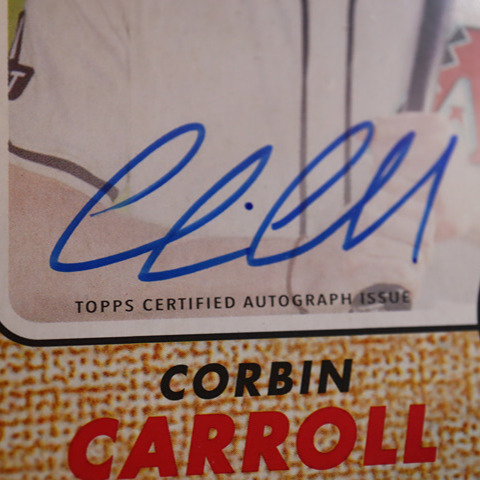 TOPPS CERTIFIED AUTOGRAPH ISSUE
CORBIN
CARROLL